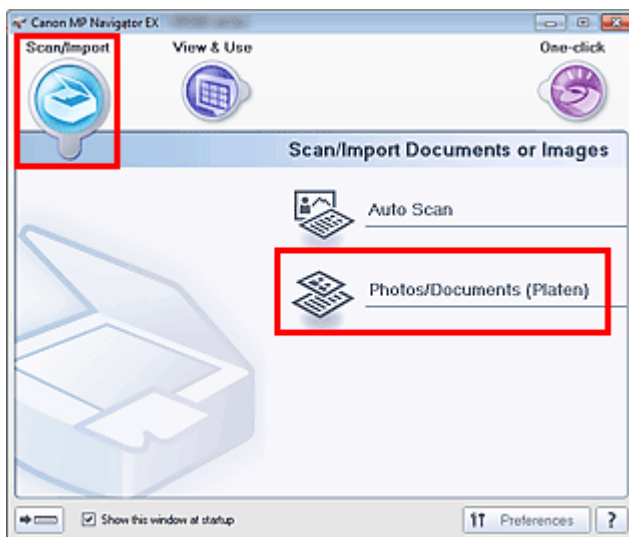 Canon MP Navigator EX
Scan/Import
View & Use
One-click
Scan/Import Documents or Images
Auto Scan
Photos/Documents (Platen)
Show this window at startup
Preferences
?